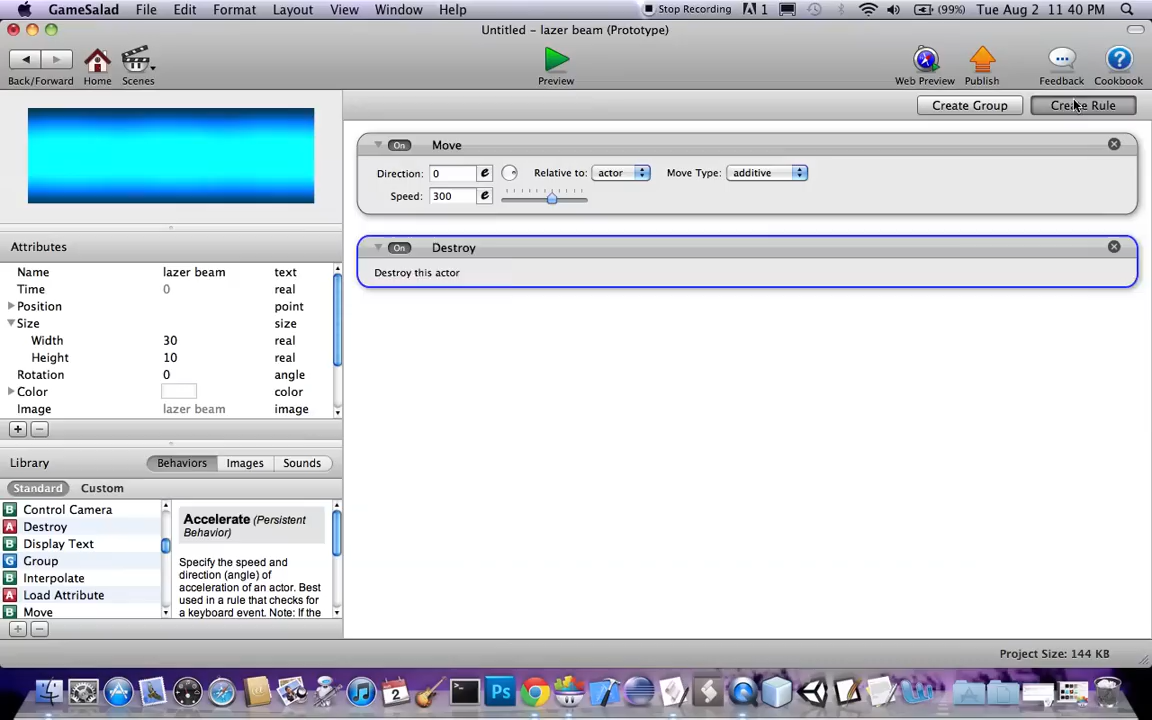 GameSalad File Edit Format Layout View Window Help Stop Recording 1 (99%) Tue Aug 2 11:40 PM
Untitled – lazer beam (Prototype)
Back/Forward Home Scenes Preview Web Preview Publish Feedback Cookbook
Create Group Create Rule
On Move
Direction: 0 e Relative to: actor Move Type: additive
Speed: 300 e
On Destroy
Destroy this actor
Attributes
Name lazer beam text
Time 0 real
Position point
Size size
Width 30 real
Height 10 real
Rotation 0 angle
Color color
Image lazer beam image
Library Behaviors Images Sounds
Standard Custom
B Control Camera
A Destroy
B Display Text
G Group
B Interpolate
A Load Attribute
B Move
Accelerate (Persistent
Behavior)
Specify the speed and
direction (angle) of
acceleration of an actor. Best
used in a rule that checks for
a keyboard event. Note: If the
Project Size: 144 KB
2
Ps